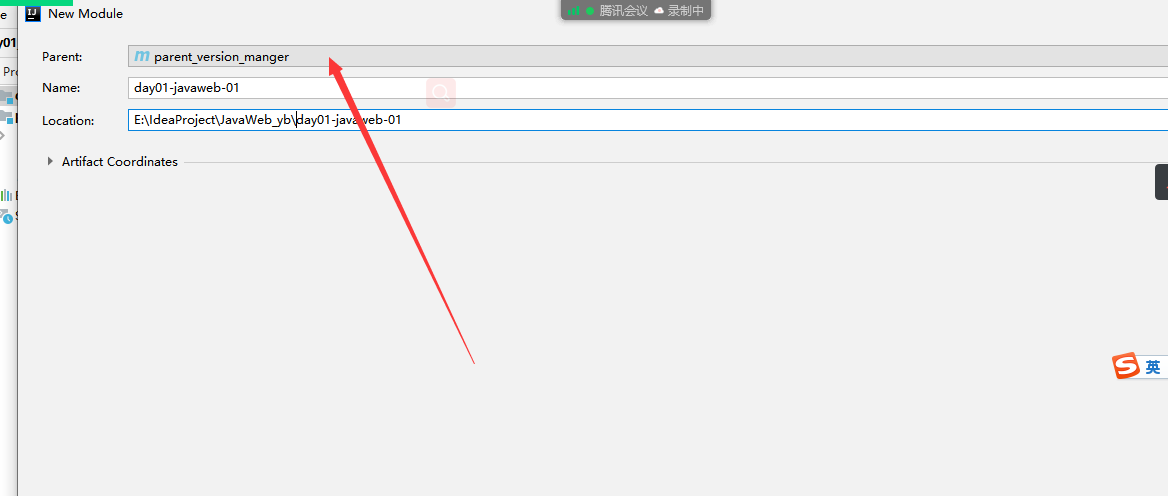 New Module
腾讯会议 录制中
Parent: parent_version_manger
Name: day01-javaweb-01
Location: E:\IdeaProject\JavaWeb_yb\day01-javaweb-01
Artifact Coordinates
英